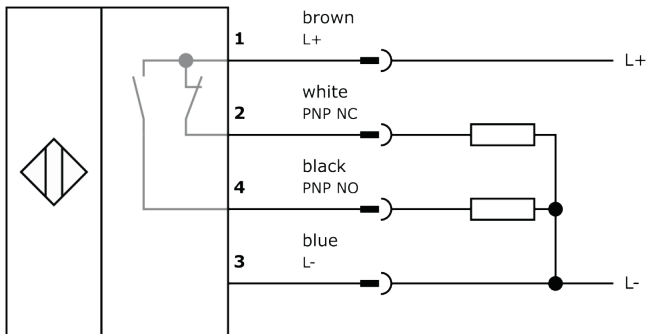 brown
1 L+
L+
white
2 PNP NC
black
4 PNP NO
blue
3 L-
L-